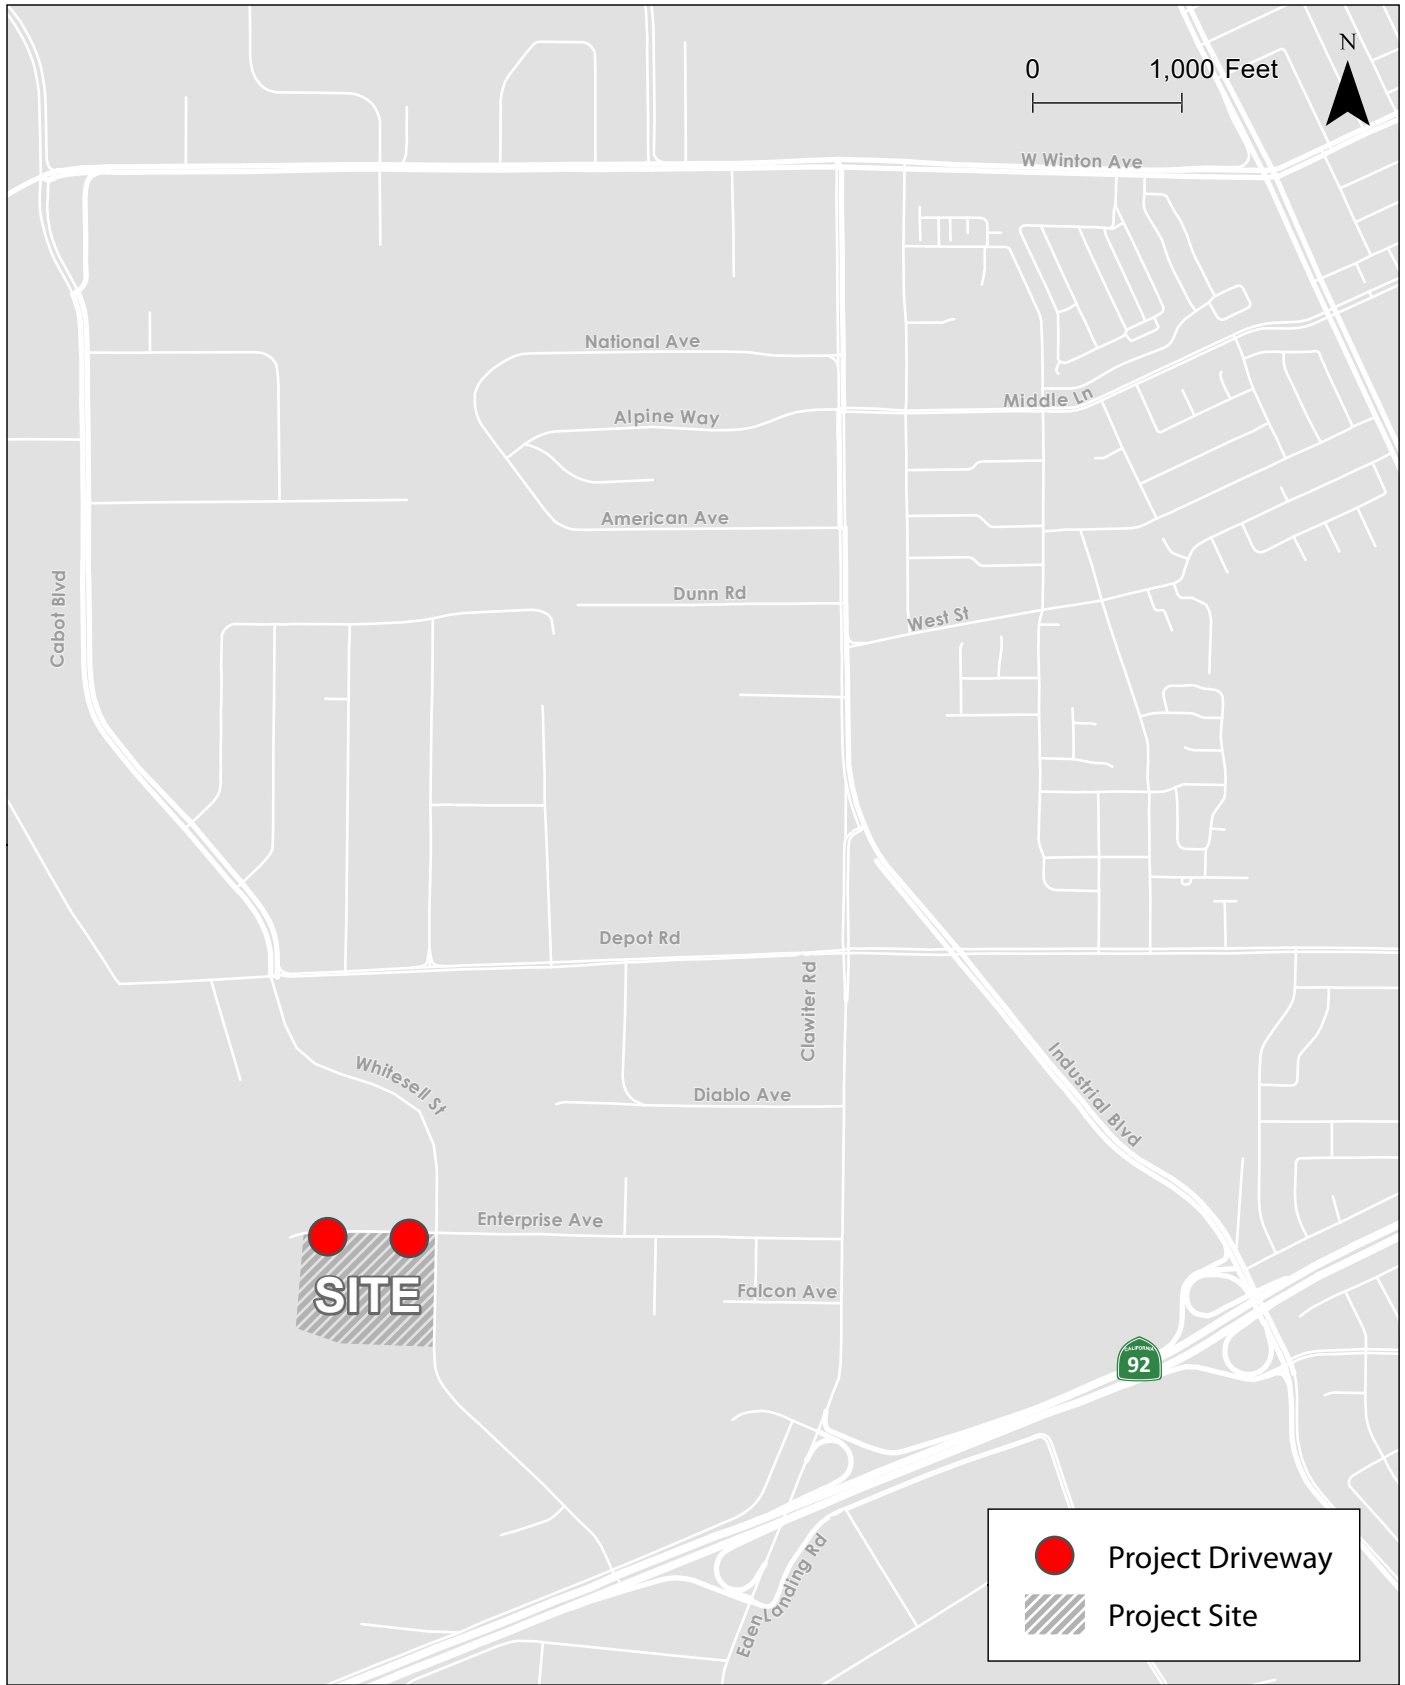 N
0 1,000 Feet
W Winton Ave
National Ave
Middle Ln
Alpine Way
American Ave
Cabot Blvd
Dunn Rd
West St
Depot Rd
Clawiter Rd
Whitesell St
Industrial Blvd
Diablo Ave
Enterprise Ave
SITE
Falcon Ave
CALIFORNIA
92
Eden Landing Rd
Project Driveway
Project Site